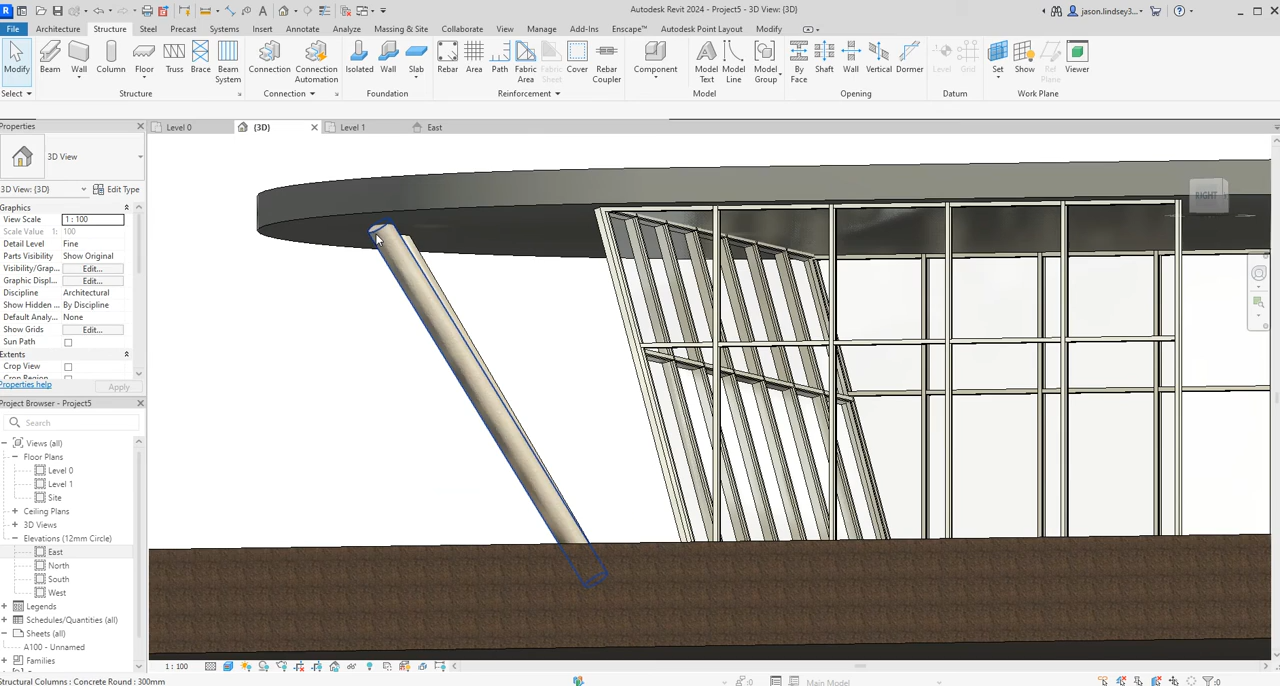 Autodesk Revit 2024 - Project5 - View: {3D}
jason.lindsey3...
File Architecture Structure Steel Precast Systems Insert Annotate Analyze Massing & Site Collaborate View Manage Add-Ins Enscape™ Autodesk Point Layout Modify
Modify Beam Wall Column Floor Truss Brace Beam System Connection Connection Automation Isolated Wall Slab Rebar Area Path Fabric Area Fabric Sheet Cover Rebar Coupler Component Model Text Model Line Model Group By Face Shaft Wall Vertical Dormer Level Grid Set Show Ref Plane Viewer
Select Structure Connection Foundation Reinforcement Model Opening Datum Work Plane
Properties
Level 0 {3D} Level 1 East
3D View
3D View: {3D} Edit Type
Graphics
View Scale 1 : 100
Scale Value 1: 100
Detail Level Fine
Parts Visibility Show Original
Visibility/Grap... Edit...
Graphic Displ... Edit...
Discipline Architectural
Show Hidden ... By Discipline
Default Analy... None
Show Grids Edit...
Sun Path
Extents
Crop View
Crop Region
Properties help Apply
Project Browser - Project5
Search
Views (all)
Floor Plans
Level 0
Level 1
Site
Ceiling Plans
3D Views
Elevations (12mm Circle)
East
North
South
West
Legends
Schedules/Quantities (all)
Sheets (all)
A100 - Unnamed
Families
RIGHT
1 : 100
Structural Columns : Concrete Round : 300mm
:0 Main Model :0